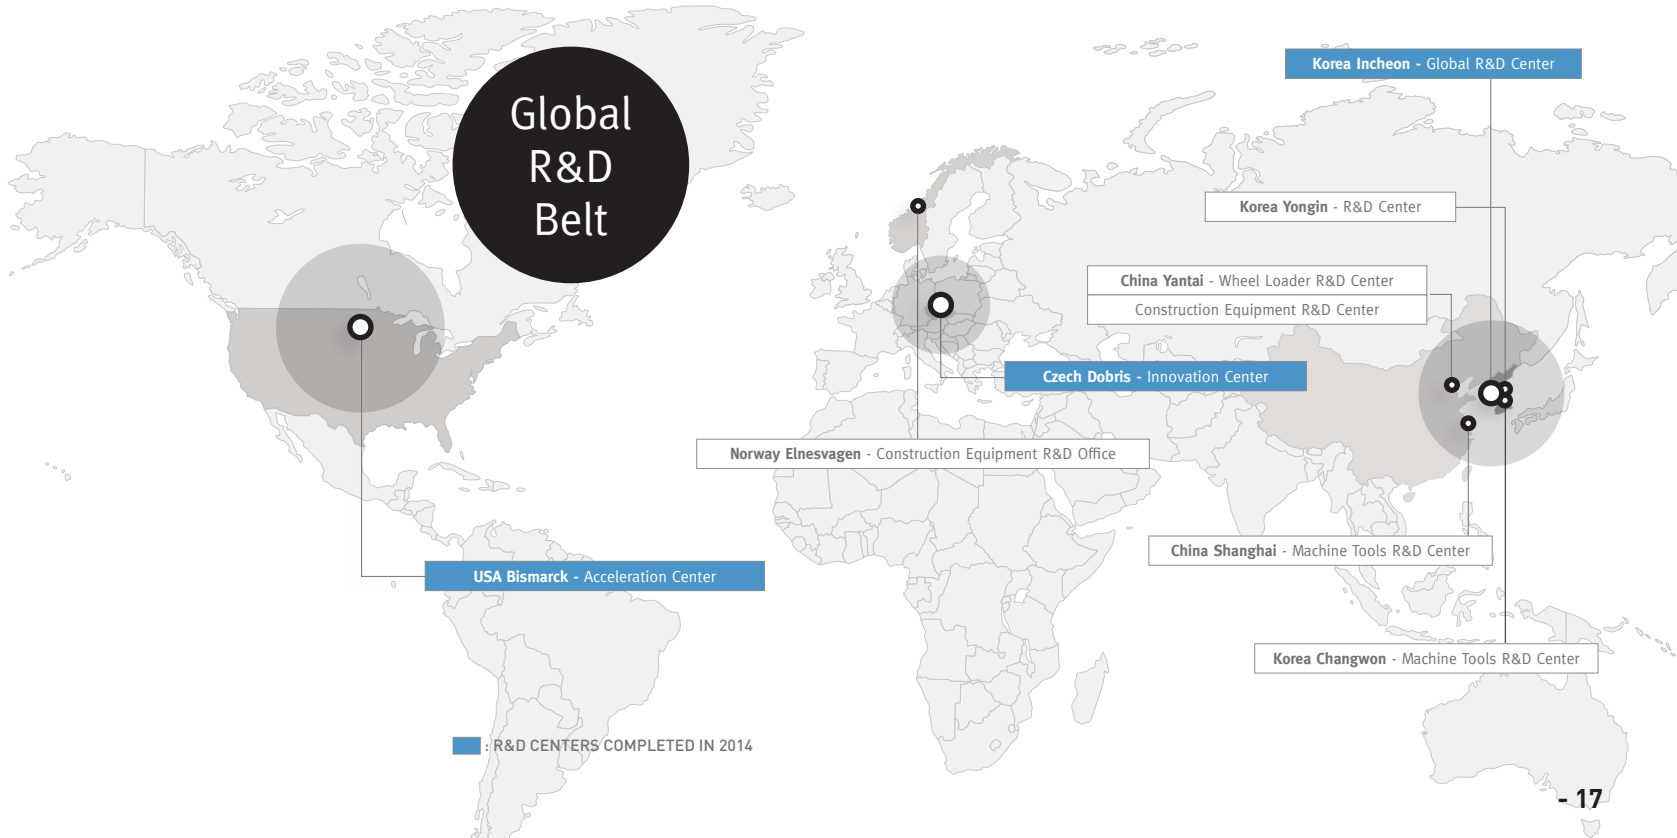 Global
R&D
Belt
Korea Incheon - Global R&D Center
Korea Yongin - R&D Center
China Yantai - Wheel Loader R&D Center
Construction Equipment R&D Center
Czech Dobris - Innovation Center
Norway Elnesvagen - Construction Equipment R&D Office
China Shanghai - Machine Tools R&D Center
USA Bismarck - Acceleration Center
Korea Changwon - Machine Tools R&D Center
: R&D CENTERS COMPLETED IN 2014
- 17